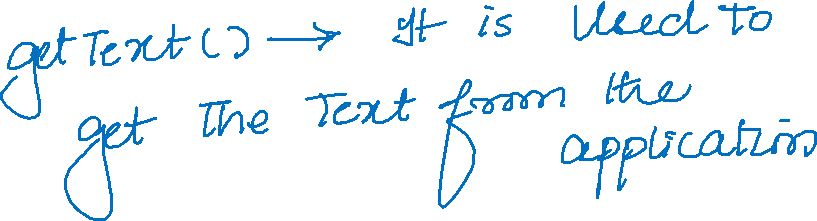 getText() → It is Used to
get The Text from the
application